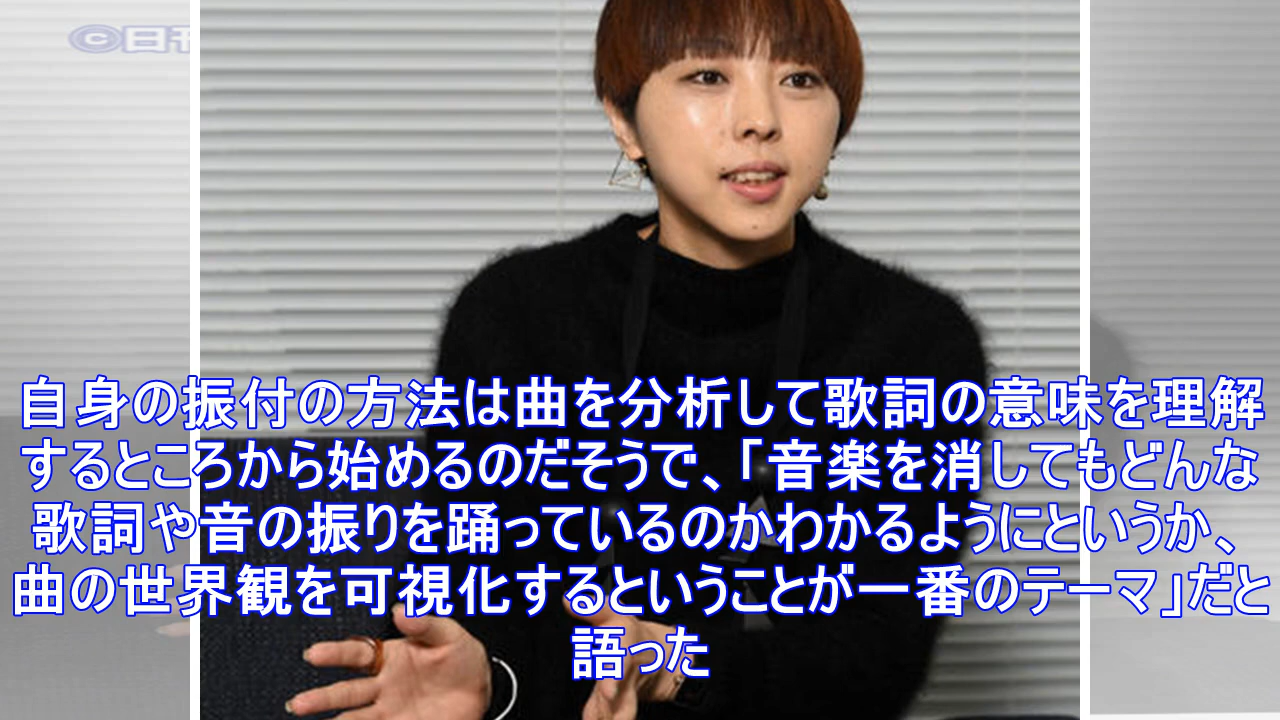 ©日刊
自身の振付の方法は曲を分析して歌詞の意味を理解
するところから始めるのだそうで、「音楽を消してもどんな
歌詞や音の振りを踊っているのかわかるようにというか、
曲の世界観を可視化するということが一番のテーマ」だと
語った